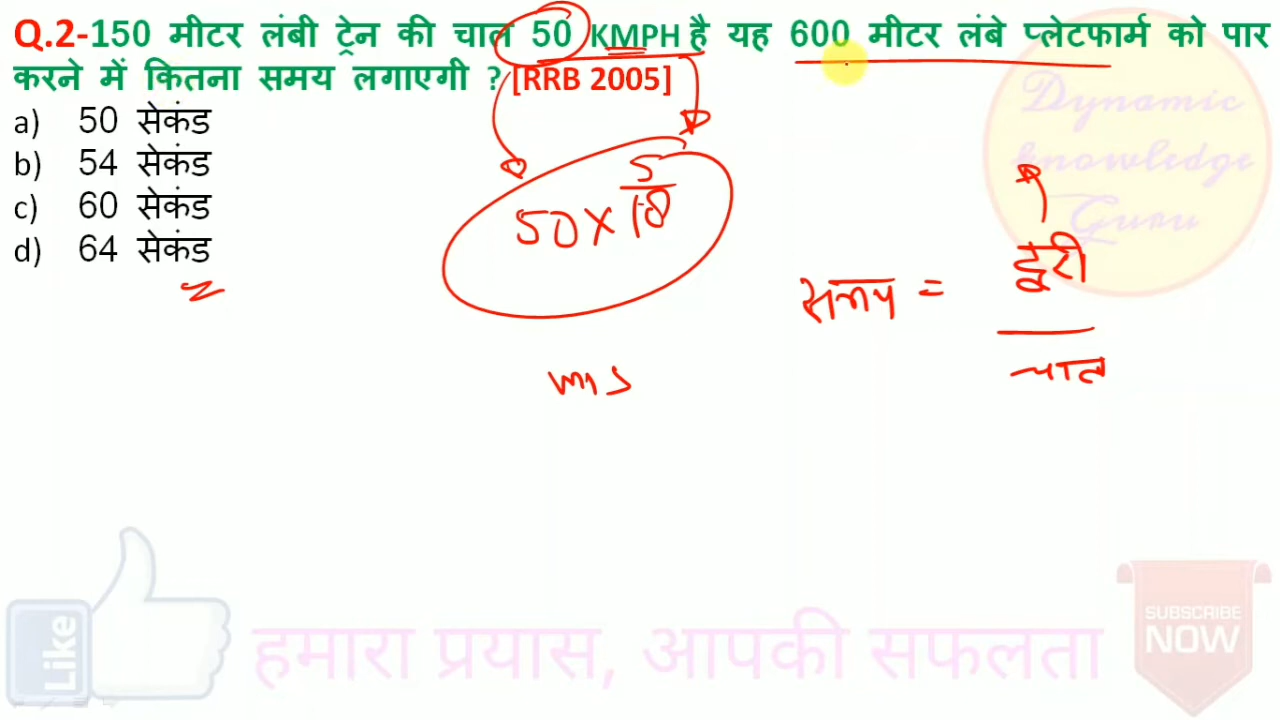 Q.2-150 मीटर लंबी ट्रेन की चाल 50 KMPH है यह 600 मीटर लंबे प्लेटफार्म को पार
करने में कितना समय लगाएगी ? [RRB 2005]
a) 50 सेकंड
b) 54 सेकंड
c) 60 सेकंड
d) 64 सेकंड
50 × 5/18
समय = दूरी / चाल
Dynamic
knowledge
Guru
Like
हमारा प्रयास, आपकी सफलता
SUBSCRIBE
NOW